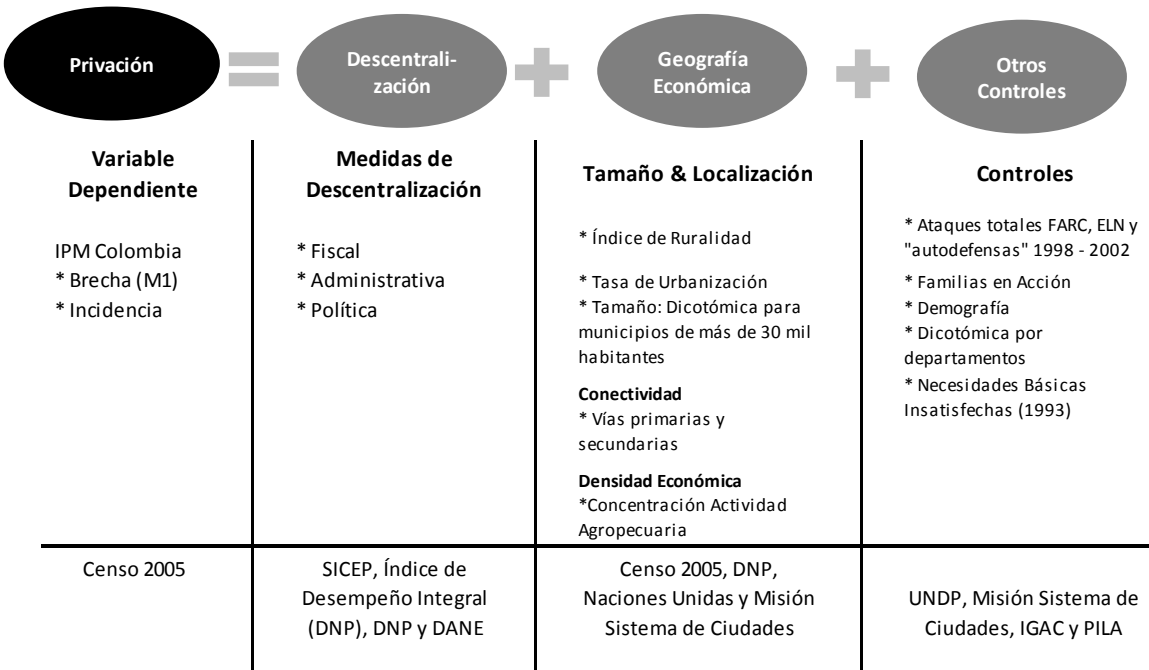 Privación
Descentrali-
zación
Geografía
Económica
Otros
Controles
Variable
Dependiente
IPM Colombia
* Brecha (M1)
* Incidencia
Medidas de
Descentralización
* Fiscal
* Administrativa
* Política
Tamaño & Localización
* Índice de Ruralidad
* Tasa de Urbanización
* Tamaño: Dicotómica para
municipios de más de 30 mil
habitantes
Conectividad
* Vías primarias y
secundarias
Densidad Económica
*Concentración Actividad
Agropecuaria
Controles
* Ataques totales FARC, ELN y
"autodefensas" 1998 - 2002
* Familias en Acción
* Demografía
* Dicotómica por
departamentos
* Necesidades Básicas
Insatisfechas (1993)
Censo 2005
SICEP, Índice de
Desempeño Integral
(DNP), DNP y DANE
Censo 2005, DNP,
Naciones Unidas y Misión
Sistema de Ciudades
UNDP, Misión Sistema de
Ciudades, IGAC y PILA